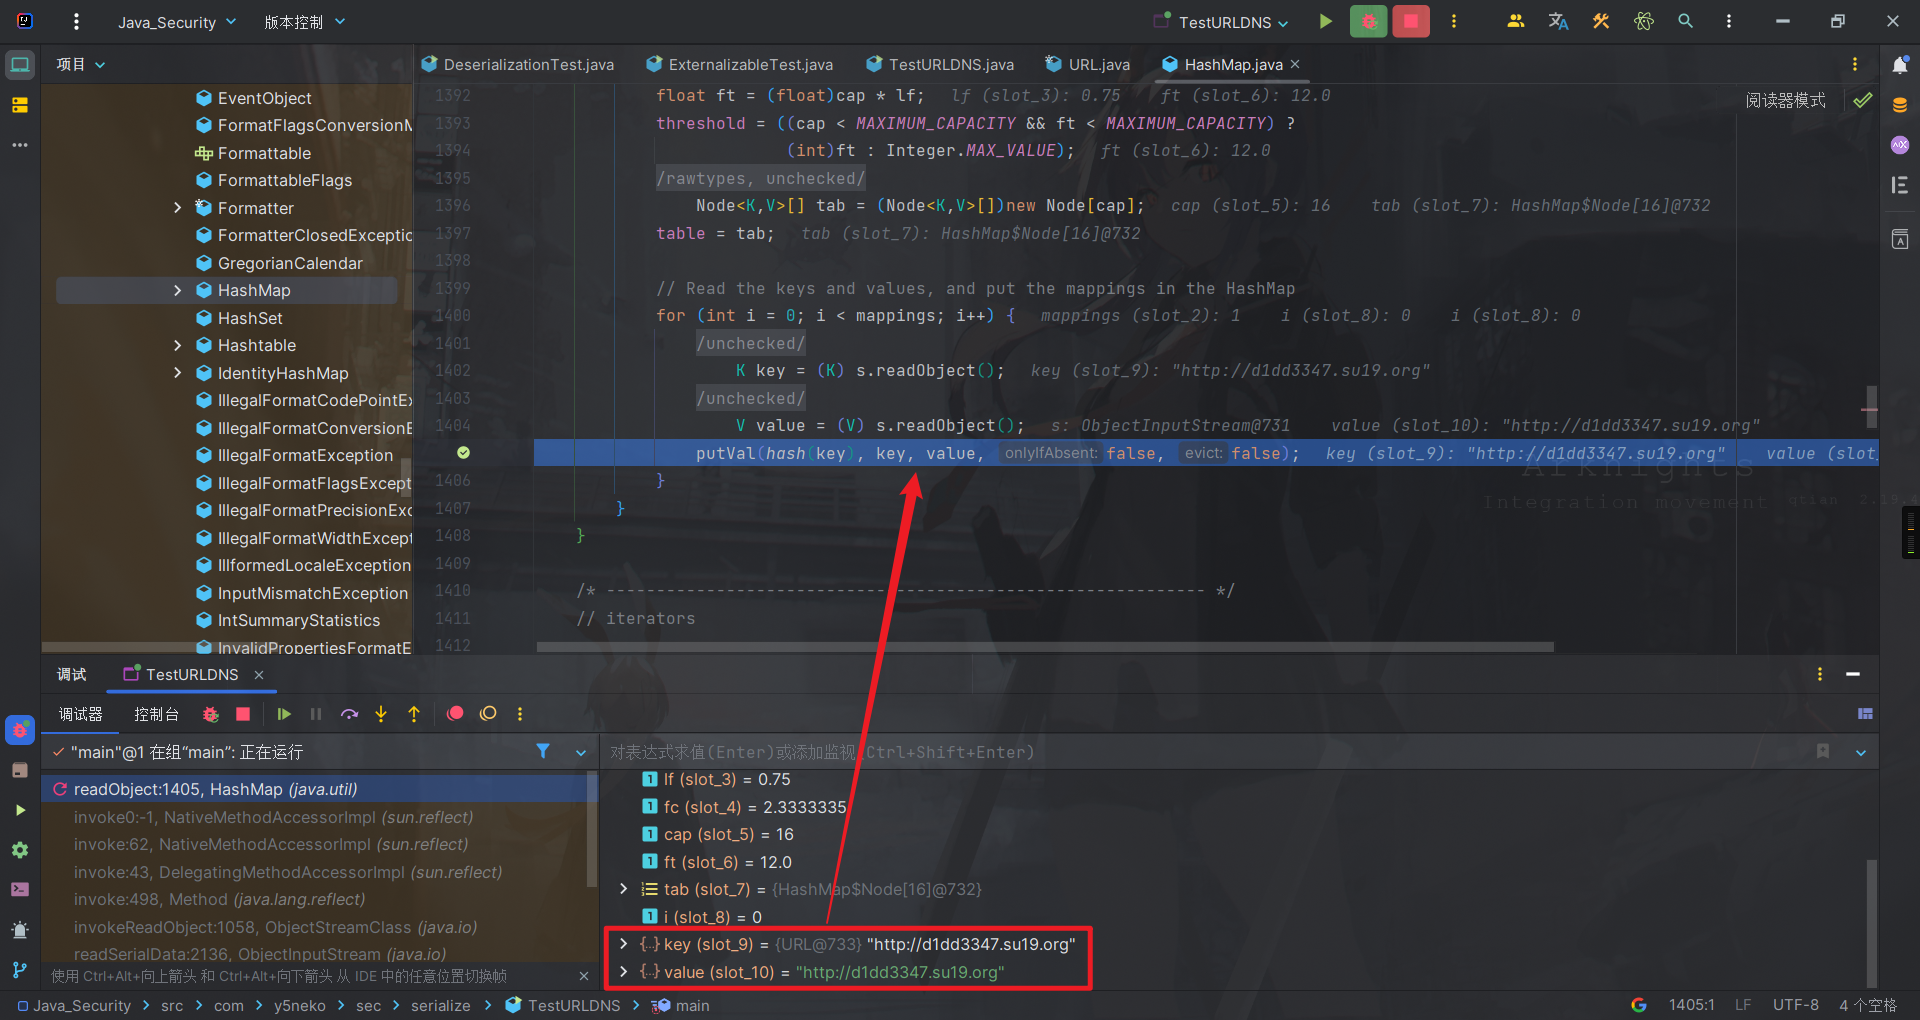 Java_Security 版本控制 TestURLDNS
项目
DeserializationTest.java ExternalizableTest.java TestURLDNS.java URL.java HashMap.java
阅读器模式
EventObject
FormatFlagsConversionM
Formattable
FormattableFlags
Formatter
FormatterClosedExceptio
GregorianCalendar
HashMap
HashSet
Hashtable
IdentityHashMap
IllegalFormatCodePointEx
IllegalFormatConversionE
IllegalFormatException
IllegalFormatFlagsExcept
IllegalFormatPrecisionExc
IllegalFormatWidthExcept
IllformedLocaleException
InputMismatchException
IntSummaryStatistics
InvalidPropertiesFormatE
1392 float ft = (float)cap * lf; lf (slot_3): 0.75 ft (slot_6): 12.0
1393 threshold = ((cap < MAXIMUM_CAPACITY && ft < MAXIMUM_CAPACITY) ?
1394 (int)ft : Integer.MAX_VALUE); ft (slot_6): 12.0
1395 /rawtypes, unchecked/
1396 Node<K,V>[] tab = (Node<K,V>[])new Node[cap]; cap (slot_5): 16 tab (slot_7): HashMap$Node[16]@732
1397 table = tab; tab (slot_7): HashMap$Node[16]@732
1398
1399 // Read the keys and values, and put the mappings in the HashMap
1400 for (int i = 0; i < mappings; i++) { mappings (slot_2): 1 i (slot_8): 0 i (slot_8): 0
1401 /unchecked/
1402 K key = (K) s.readObject(); key (slot_9): "http://d1dd3347.su19.org"
1403 /unchecked/
1404 V value = (V) s.readObject(); s: ObjectInputStream@731 value (slot_10): "http://d1dd3347.su19.org"
putVal(hash(key), key, value, onlyIfAbsent: false, evict: false); key (slot_9): "http://d1dd3347.su19.org" value (slot_
1406 }
1407 }
1408 }
1409
1410 /* ------------------------------------------------------------ */
1411 // iterators
1412
Arknights
Integration movement qtian 2.19.4
调试 TestURLDNS
调试器 控制台
"main"@1 在组“main”: 正在运行
readObject:1405, HashMap (java.util)
invoke0:-1, NativeMethodAccessorImpl (sun.reflect)
invoke:62, NativeMethodAccessorImpl (sun.reflect)
invoke:43, DelegatingMethodAccessorImpl (sun.reflect)
invoke:498, Method (java.lang.reflect)
invokeReadObject:1058, ObjectStreamClass (java.io)
readSerialData:2136, ObjectInputStream (java.io)
使用 Ctrl+Alt+向上箭头 和 Ctrl+Alt+向下箭头 从 IDE 中的任意位置切换帧
对表达式求值(Enter)或添加监视(Ctrl+Shift+Enter)
lf (slot_3) = 0.75
fc (slot_4) = 2.3333335
cap (slot_5) = 16
ft (slot_6) = 12.0
tab (slot_7) = {HashMap$Node[16]@732}
i (slot_8) = 0
key (slot_9) = {URL@733} "http://d1dd3347.su19.org"
value (slot_10) = "http://d1dd3347.su19.org"
Java_Security src com y5neko sec serialize TestURLDNS main
1405:1 LF UTF-8 4 个空格